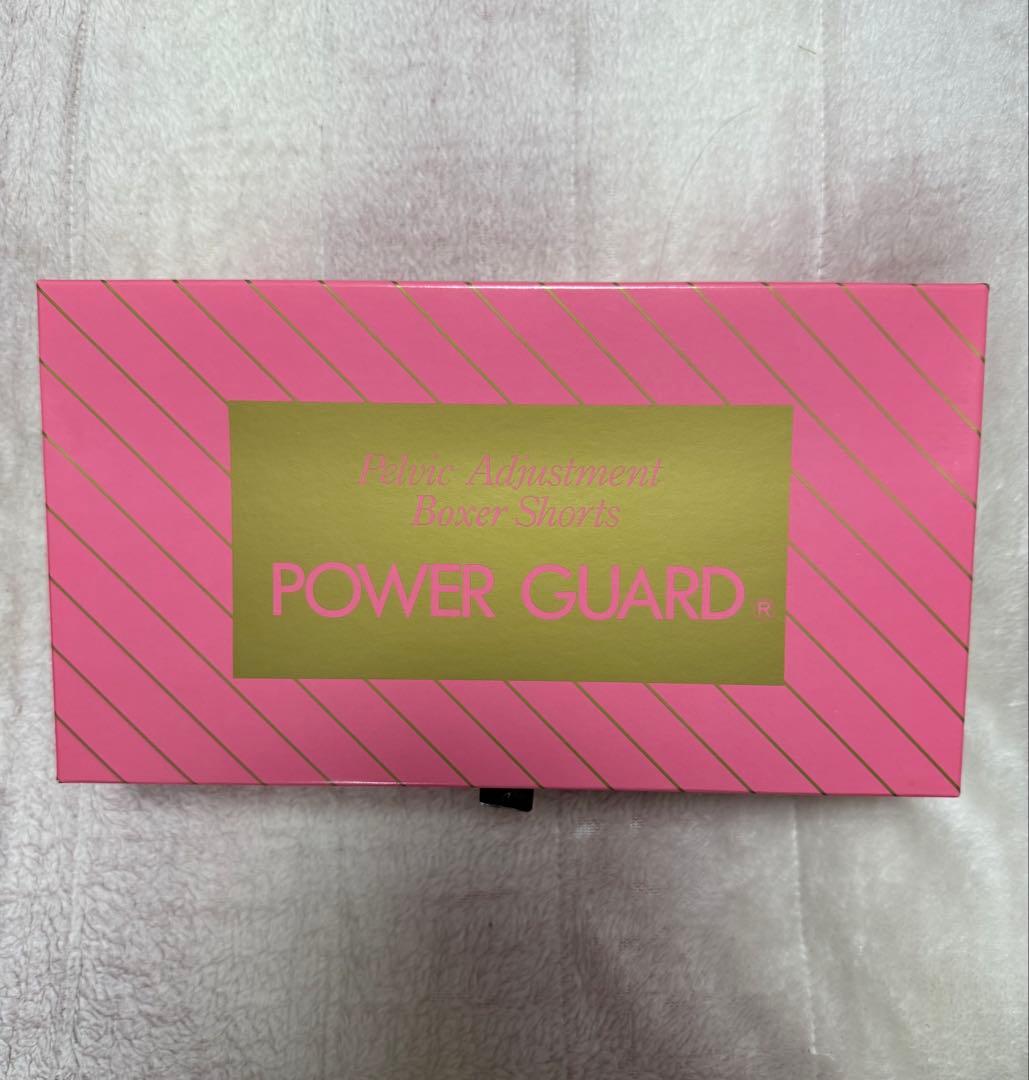 Pelvic Adjustment
Boxer Shorts
POWER GUARD ®